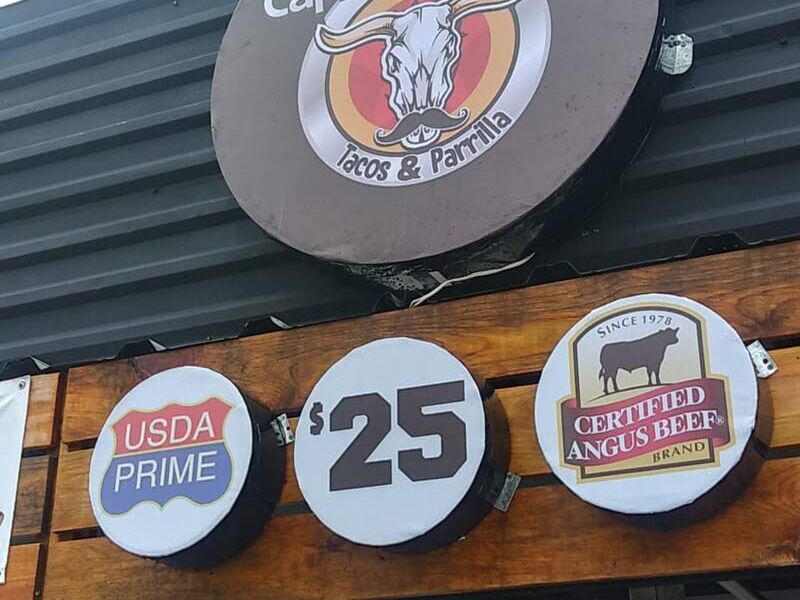 Tacos & Parrilla
USDA
PRIME
$25
SINCE 1978
CERTIFIED
ANGUS BEEF®
BRAND